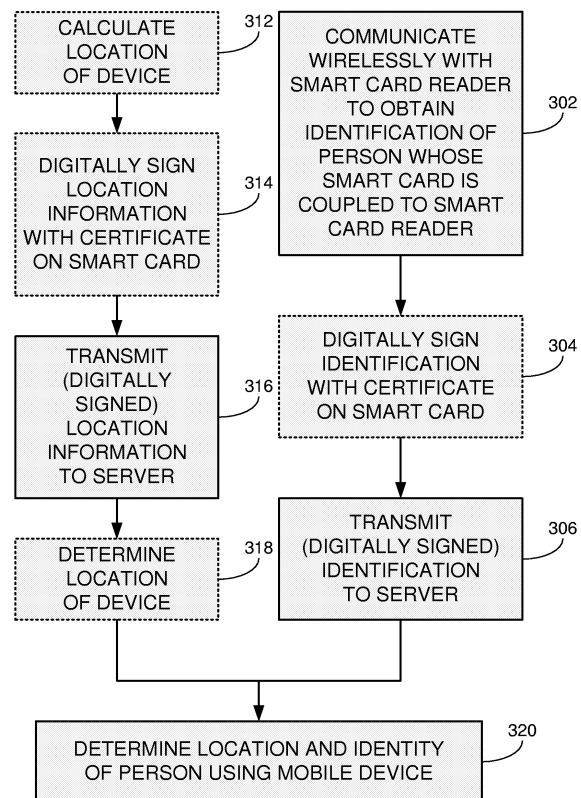 CALCULATE
LOCATION
OF DEVICE
312
DIGITALLY SIGN
LOCATION
INFORMATION
WITH CERTIFICATE
ON SMART CARD
314
TRANSMIT
(DIGITALLY
SIGNED)
LOCATION
INFORMATION
TO SERVER
316
DETERMINE
LOCATION
OF DEVICE
318
COMMUNICATE
WIRELESSLY WITH
SMART CARD READER
TO OBTAIN
IDENTIFICATION OF
PERSON WHOSE
SMART CARD IS
COUPLED TO SMART
CARD READER
302
DIGITALLY SIGN
IDENTIFICATION
WITH CERTIFICATE
ON SMART CARD
304
TRANSMIT
(DIGITALLY SIGNED)
IDENTIFICATION
TO SERVER
306
DETERMINE LOCATION AND IDENTITY
OF PERSON USING MOBILE DEVICE
320